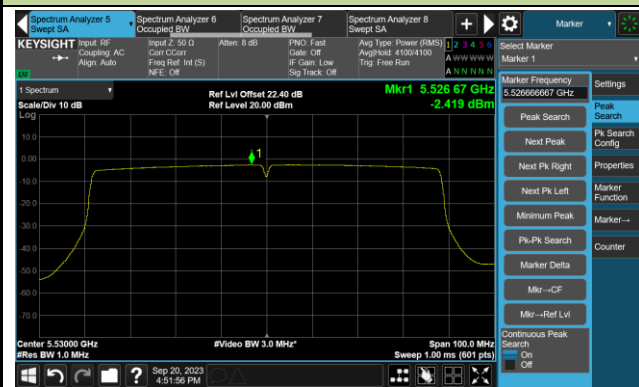 Spectrum Analyzer 5
Swept SA
Spectrum Analyzer 6
Occupied BW
Spectrum Analyzer 7
Occupied BW
Spectrum Analyzer 8
Swept SA
Marker
KEYSIGHT
Input: RF
Coupling: AC
Align: Auto
Input Z: 50 Ω
Corr CCorr
Freq Ref: Int (S)
NFE: Off
Atten: 8 dB
PNO: Fast
Gate: Off
IF Gain: Low
Sig Track: Off
Avg Type: Power (RMS)
Avg|Hold: 4100/4100
Trig: Free Run
1 2 3 4 5 6
A W W W W W
A N N N N N
Select Marker
Marker 1
1 Spectrum
Scale/Div 10 dB
Log
Ref Lvl Offset 22.40 dB
Ref Level 20.00 dBm
Mkr1 5.526 67 GHz
-2.419 dBm
10.0
0.00
-10.0
-20.0
-30.0
-40.0
-50.0
-60.0
-70.0
1
Center 5.53000 GHz
#Res BW 1.0 MHz
#Video BW 3.0 MHz*
Span 100.0 MHz
Sweep 1.00 ms (601 pts)
Marker Frequency
5.526666667 GHz
Peak Search
Next Peak
Next Pk Right
Next Pk Left
Minimum Peak
Pk-Pk Search
Marker Delta
Mkr→CF
Mkr→Ref Lvl
Continuous Peak
Search
On
Off
Settings
Peak
Search
Pk Search
Config
Properties
Marker
Function
Marker→
Counter
Sep 20, 2023
4:51:56 PM